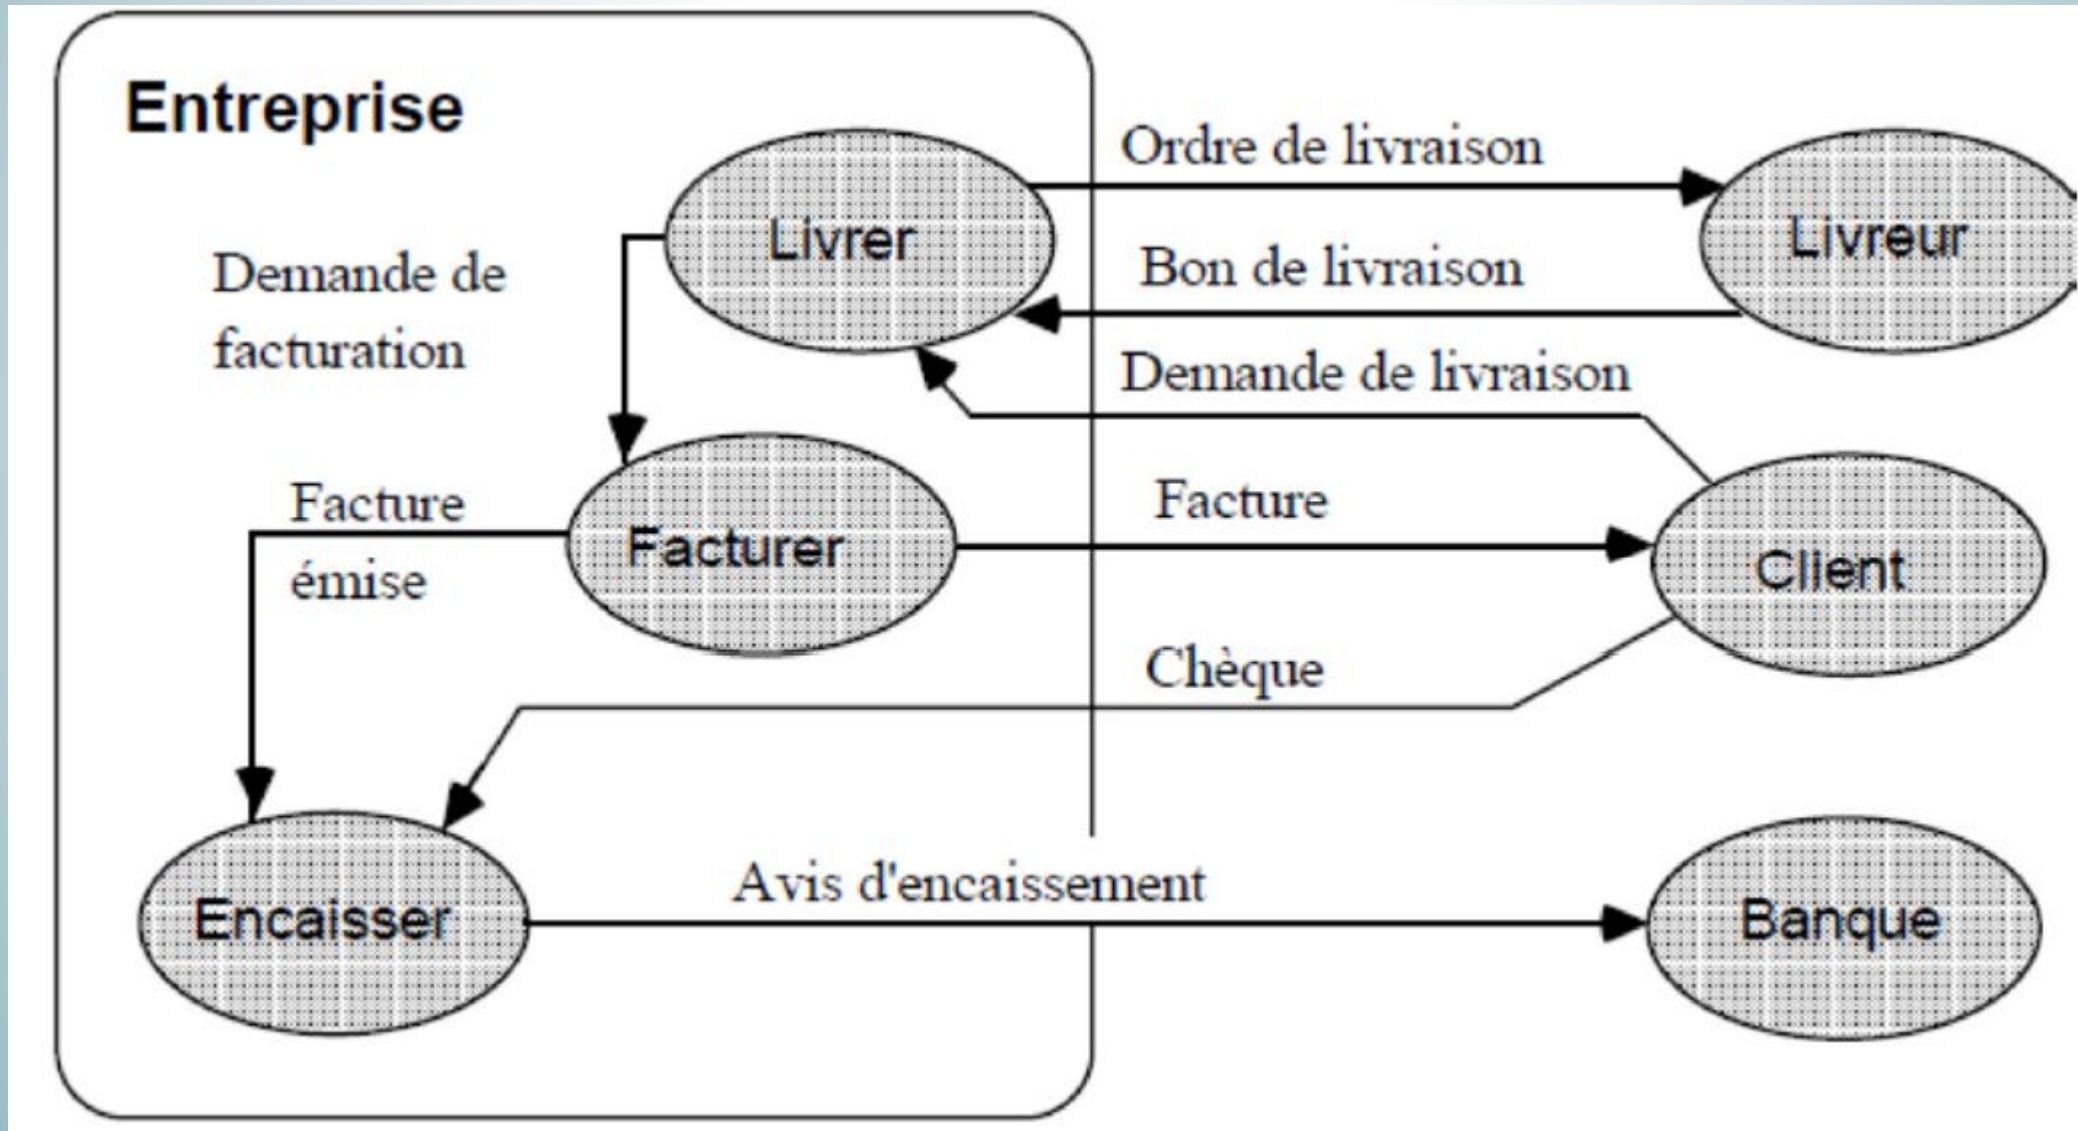 Entreprise
Ordre de livraison
Livrer
Livreur
Bon de livraison
Demande de
facturation
Demande de livraison
Facture
émise
Facturer
Facture
Client
Chèque
Encaisser
Avis d'encaissement
Banque